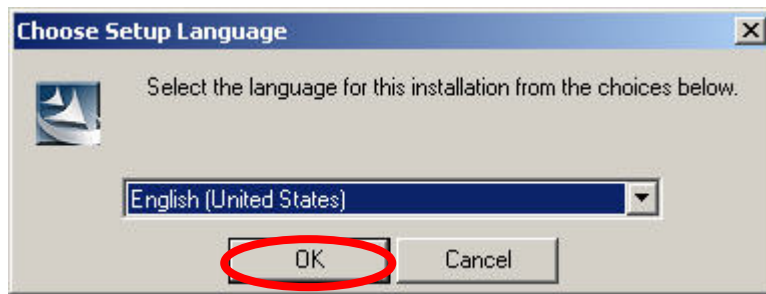 Choose Setup Language
Select the language for this installation from the choices below.
English (United States)
OK Cancel